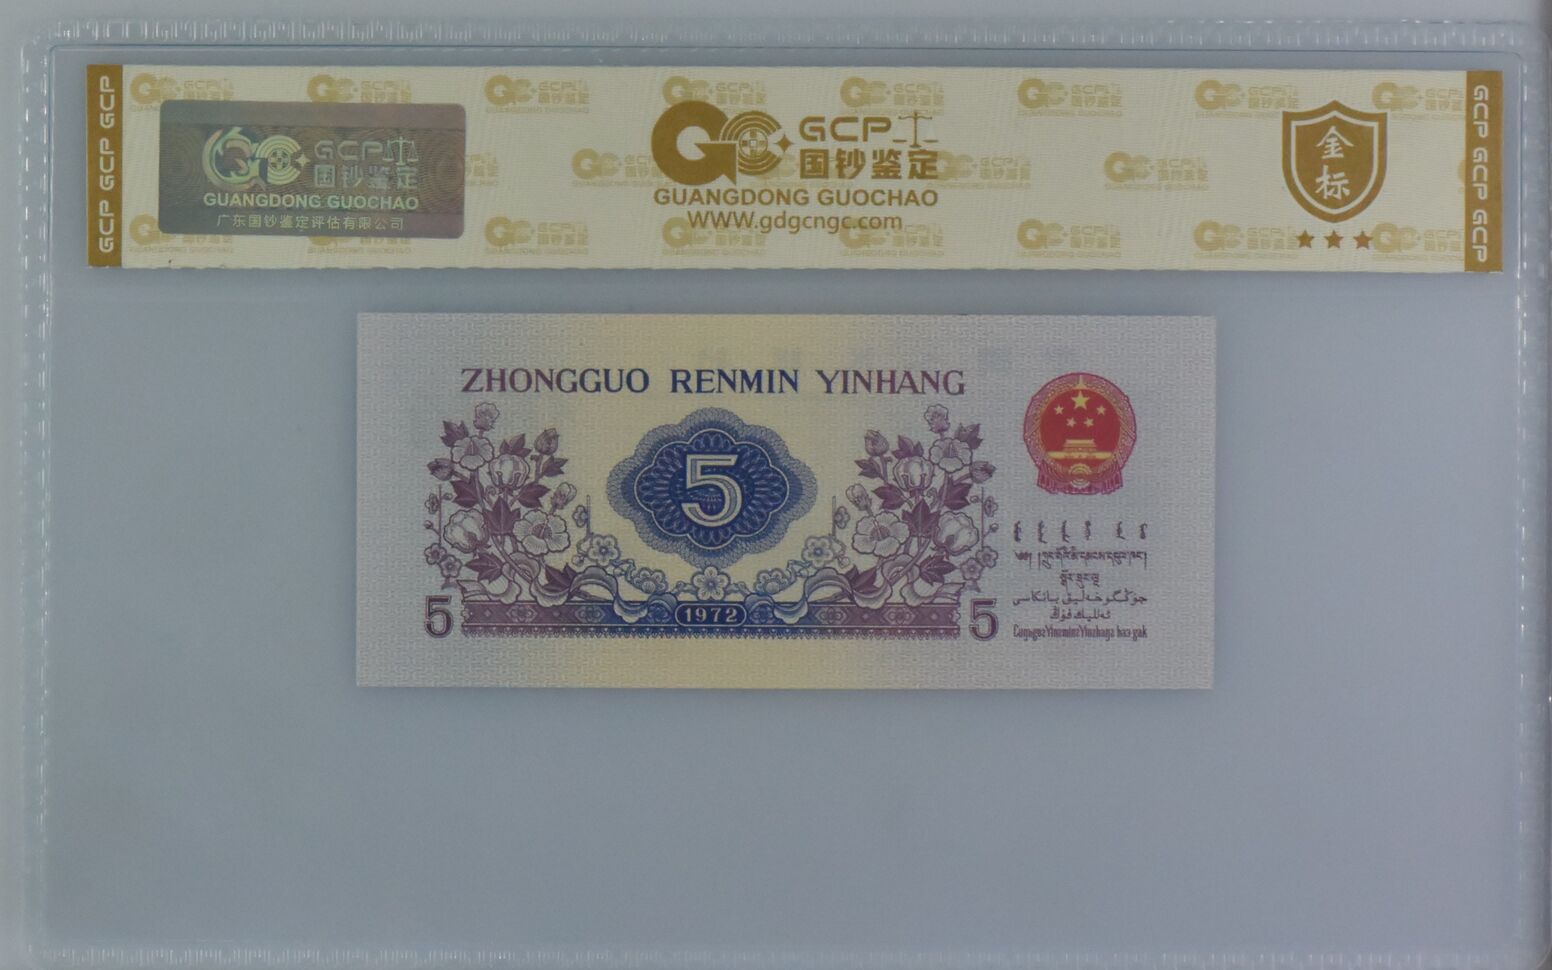 GCP GCP GCP
GCP 国钞鉴定
GUANGDONG GUOCHAO
广东国钞鉴定评估有限公司
GCP 国钞鉴定
GUANGDONG GUOCHAO
WWW.gdgcngc.com
金标
GCP GCP GCP
ZHONGGUO RENMIN YINHANG
5
5
1972
5